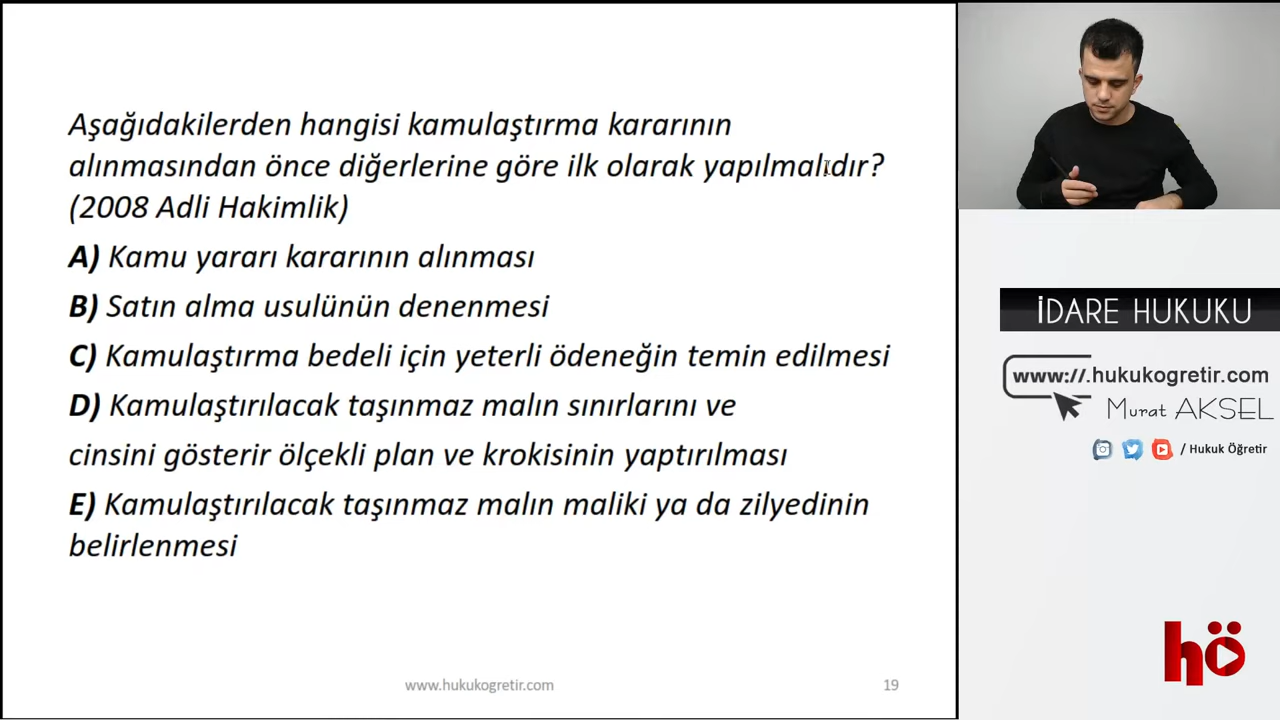 Aşağıdakilerden hangisi kamulaştırma kararının
alınmasından önce diğerlerine göre ilk olarak yapılmalıdır?
(2008 Adli Hakimlik)
A) Kamu yararı kararının alınması
B) Satın alma usulünün denenmesi
C) Kamulaştırma bedeli için yeterli ödeneğin temin edilmesi
D) Kamulaştırılacak taşınmaz malın sınırlarını ve
cinsini gösterir ölçekli plan ve krokisinin yaptırılması
E) Kamulaştırılacak taşınmaz malın maliki ya da zilyedinin
belirlenmesi
www.hukukogretir.com
19
İDARE HUKUKU
www://.hukukogretir.com
Murat AKSEL
/ Hukuk Öğretir
hö